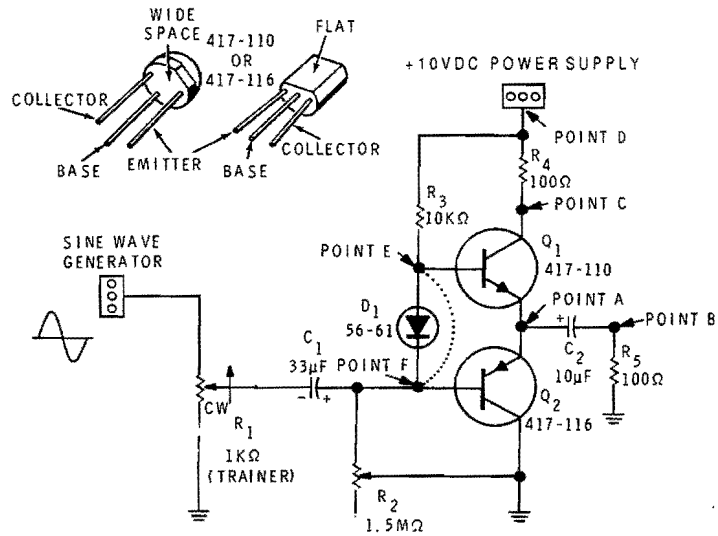 WIDE
SPACE
417-110
OR
417-116
FLAT
COLLECTOR
BASE
EMITTER
BASE
COLLECTOR
+10VDC POWER SUPPLY
POINT D
R4
100Ω
POINT C
R3
10KΩ
SINE WAVE
GENERATOR
POINT E
Q1
417-110
POINT A
D1
56-61
+
POINT B
C1
33µF
POINT F
C2
10µF
R5
100Ω
CW
- +
R1
1KΩ
(TRAINER)
Q2
417-116
R2
1.5MΩ